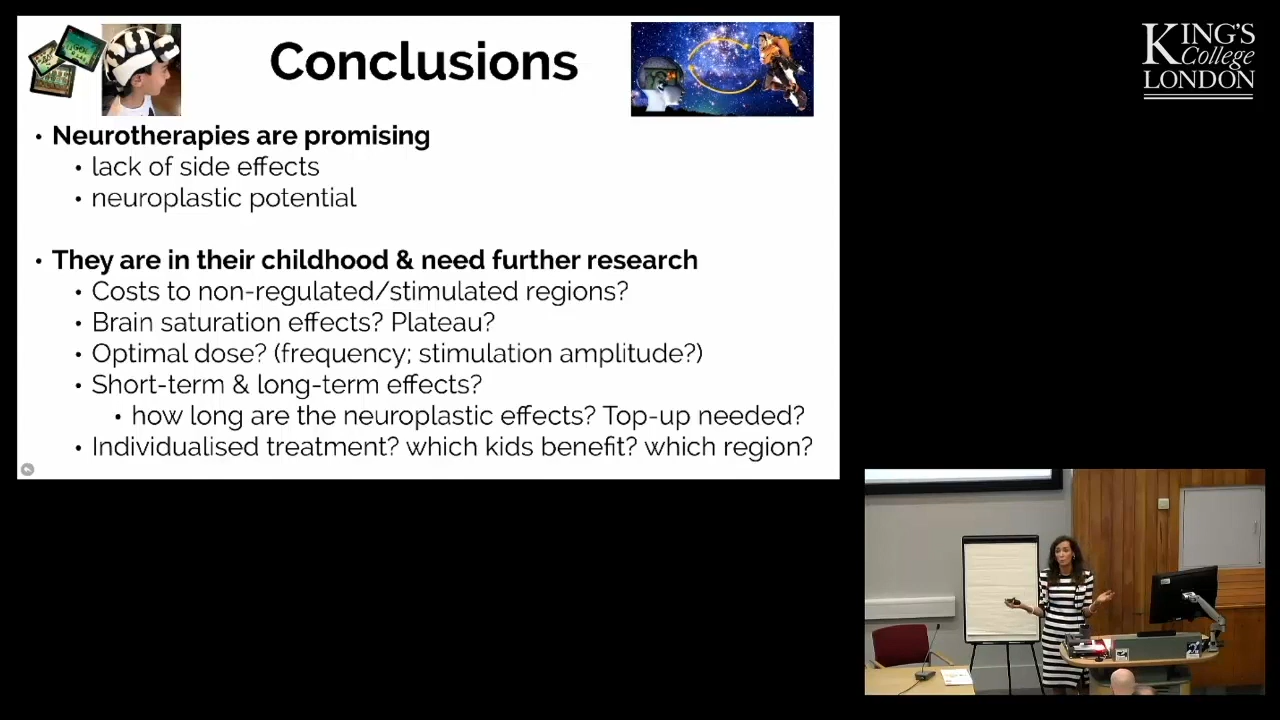 Conclusions
KING'S
College
LONDON
• Neurotherapies are promising
• lack of side effects
• neuroplastic potential
• They are in their childhood & need further research
• Costs to non-regulated/stimulated regions?
• Brain saturation effects? Plateau?
• Optimal dose? (frequency; stimulation amplitude?)
• Short-term & long-term effects?
• how long are the neuroplastic effects? Top-up needed?
• Individualised treatment? which kids benefit? which region?